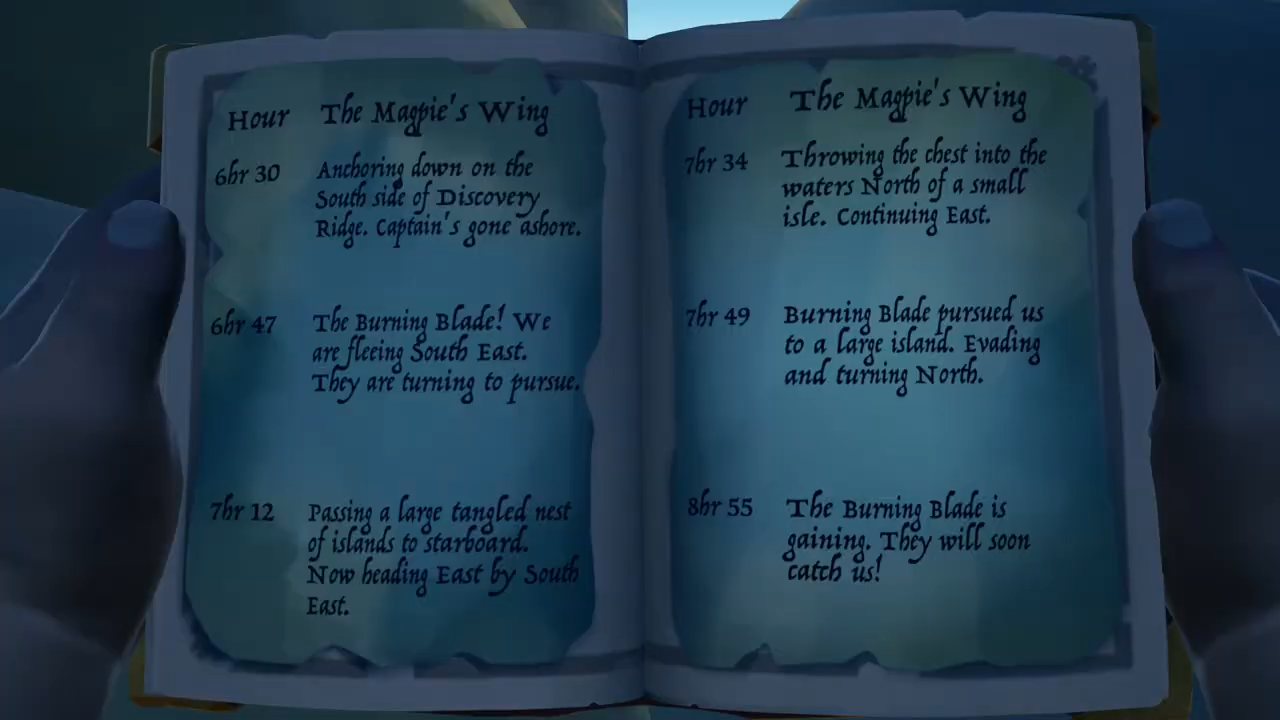 Hour The Magpie's Wing
6hr 30 Anchoring down on the
South side of Discovery
Ridge. Captain's gone ashore.
6hr 47 The Burning Blade! We
are fleeing South East.
They are turning to pursue.
7hr 12 Passing a large tangled nest
of islands to starboard.
Now heading East by South
East.
Hour The Magpie's Wing
7hr 34 Throwing the chest into the
waters North of a small
isle. Continuing East.
7hr 49 Burning Blade pursued us
to a large island. Evading
and turning North.
8hr 55 The Burning Blade is
gaining. They will soon
catch us!